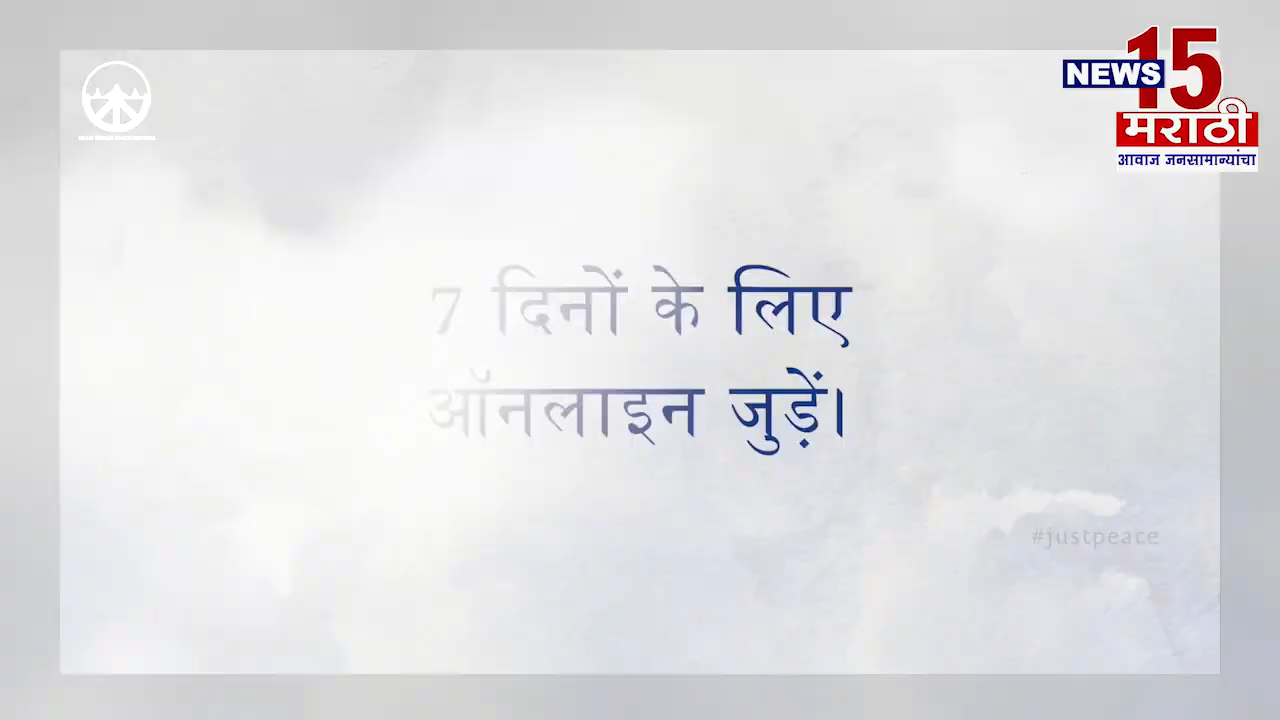 NEWS 15
मराठी
आवाज जनसामान्यांचा
7 दिनों के लिए
ऑनलाइन जुड़ें।
#justpeace